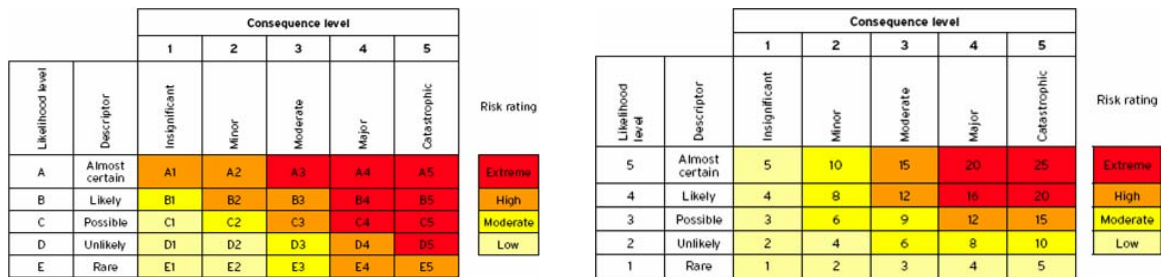 Consequence level
1 2 3 4 5
Likelihood level Descriptor Insignificant Minor Moderate Major Catastrophic Risk rating
A Almost certain A1 A2 A3 A4 A5 Extreme
B Likely B1 B2 B3 B4 B5 High
C Possible C1 C2 C3 C4 C5 Moderate
D Unlikely D1 D2 D3 D4 D5 Low
E Rare E1 E2 E3 E4 E5
Consequence level
1 2 3 4 5
Likelihood level Descriptor Insignificant Minor Moderate Major Catastrophic Risk rating
5 Almost certain 5 10 15 20 25 Extreme
4 Likely 4 8 12 16 20 High
3 Possible 3 6 9 12 15 Moderate
2 Unlikely 2 4 6 8 10 Low
1 Rare 1 2 3 4 5